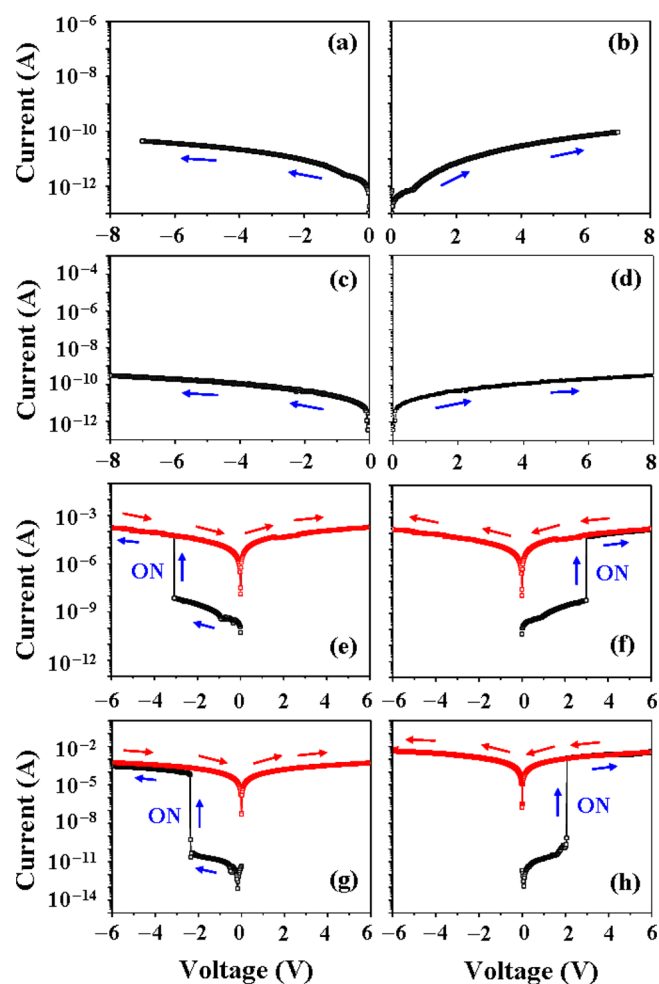 Current (A)
10⁻⁶
10⁻⁸
10⁻¹⁰
10⁻¹²
(a)
(b)
−8 −6 −4 −2 0
0 2 4 6 8
Current (A)
10⁻⁴
10⁻⁶
10⁻⁸
10⁻¹⁰
10⁻¹²
(c)
(d)
−8 −6 −4 −2 0
0 2 4 6 8
Current (A)
10⁻³
10⁻⁶
10⁻⁹
10⁻¹²
ON
(e)
ON
(f)
−6 −4 −2 0 2 4 6
−6 −4 −2 0 2 4 6
Current (A)
10⁻²
10⁻⁵
10⁻⁸
10⁻¹¹
10⁻¹⁴
ON
(g)
ON
(h)
−6 −4 −2 0 2 4 6
−6 −4 −2 0 2 4 6
Voltage (V)
Voltage (V)